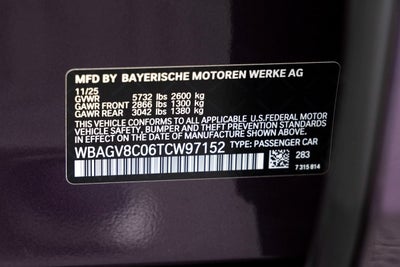 MFD. BY BAYERISCHE MOTOREN WERKE AG
11/25
GVWR 5732 lbs 2600 kg
GAWR FRONT 2866 lbs 1300 kg
GAWR REAR 3042 lbs 1380 kg
THIS VEHICLE CONFORMS TO ALL APPLICABLE FEDERAL MOTOR
VEHICLE SAFETY, BUMPER, AND THEFT PREVENTION STANDARDS
IN EFFECT ON THE DATE OF MANUFACTURE SHOWN ABOVE.
WBAGV8C06TCW97152 TYPE: PASSENGER CAR
283
7 315 814